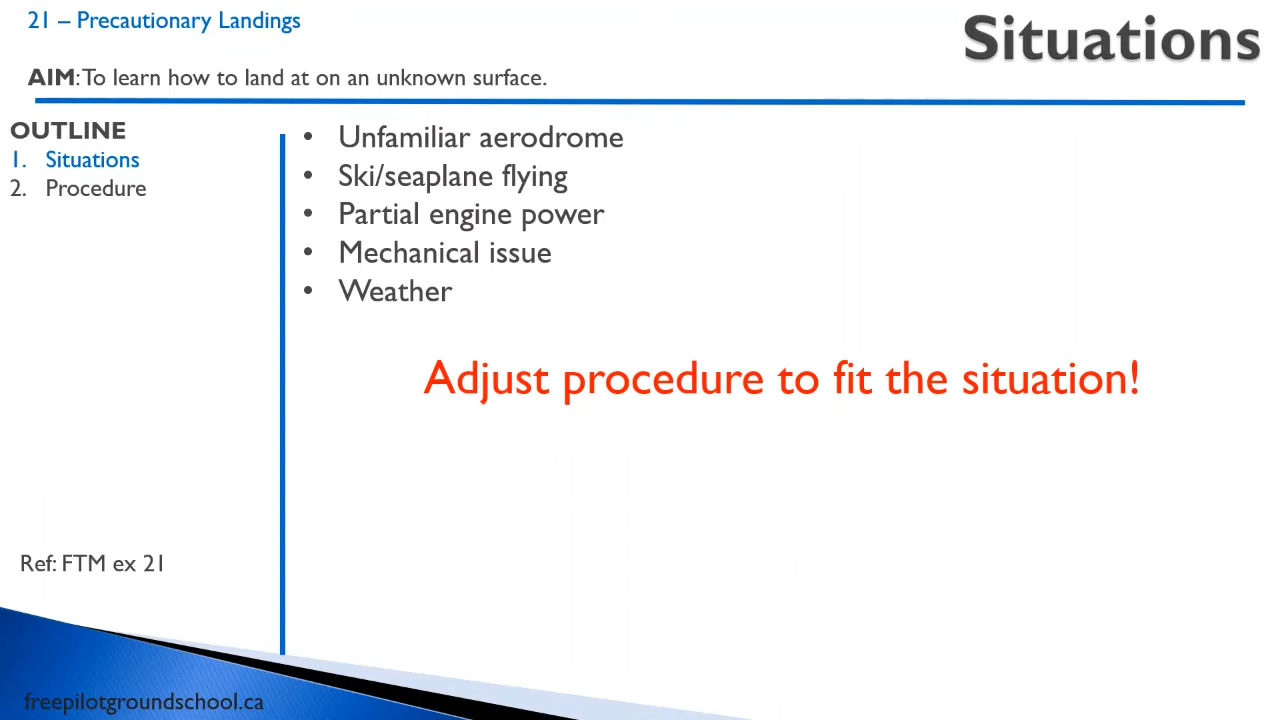 21 – Precautionary Landings
Situations
AIM: To learn how to land at on an unknown surface.
OUTLINE
1. Situations
2. Procedure
• Unfamiliar aerodrome
• Ski/seaplane flying
• Partial engine power
• Mechanical issue
• Weather
Adjust procedure to fit the situation!
Ref: FTM ex 21
freepilotgroundschool.ca